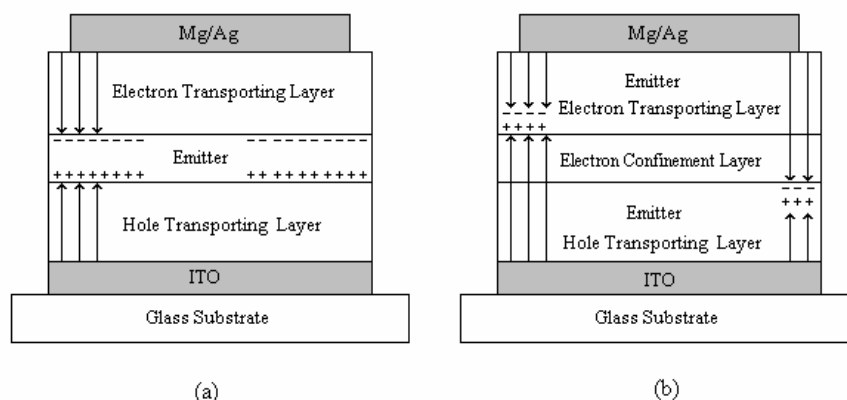 Mg/Ag
Electron Transporting Layer
Emitter
Hole Transporting Layer
ITO
Glass Substrate
(a)
Mg/Ag
Emitter
Electron Transporting Layer
Electron Confinement Layer
Emitter
Hole Transporting Layer
ITO
Glass Substrate
(b)